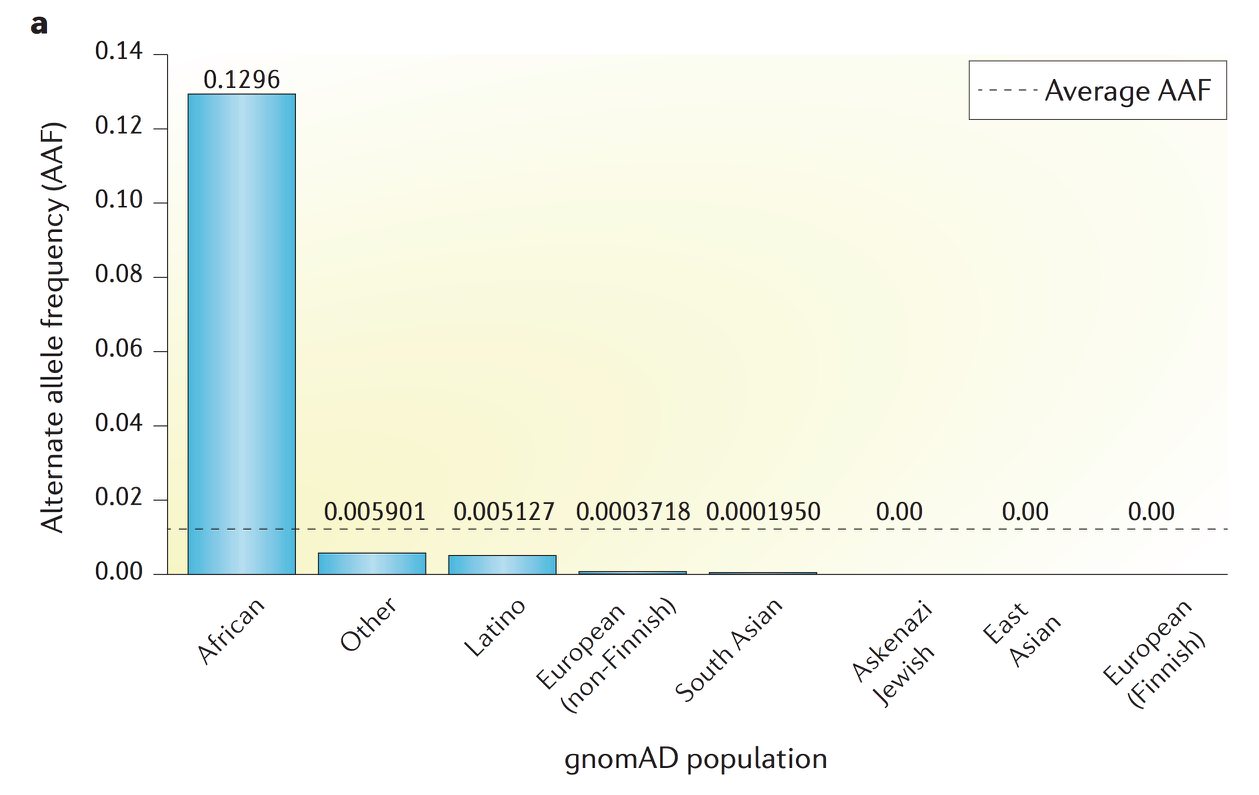 a
0.14
0.12
0.10
0.08
0.06
0.04
0.02
0.00
Alternate allele frequency (AAF)
Average AAF
0.1296
0.005901
0.005127
0.0003718
0.0001950
0.00
0.00
0.00
African
Other
Latino
European
(non-Finnish)
South Asian
Askenazi
Jewish
East
Asian
European
(Finnish)
gnomAD population